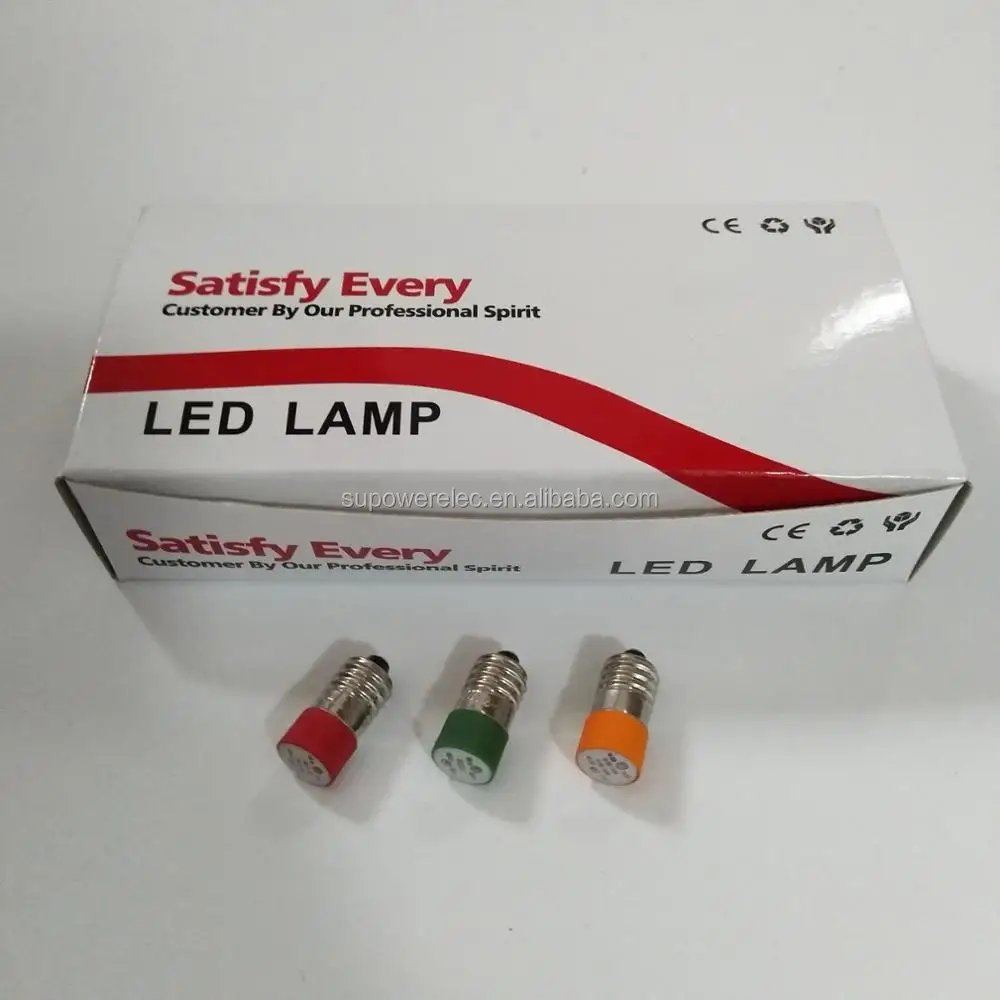 CE
Satisfy Every
Customer By Our Professional Spirit
LED LAMP
supowerelec.en.alibaba.com
CE
Satisfy Every
Customer By Our Professional Spirit
LED LAMP